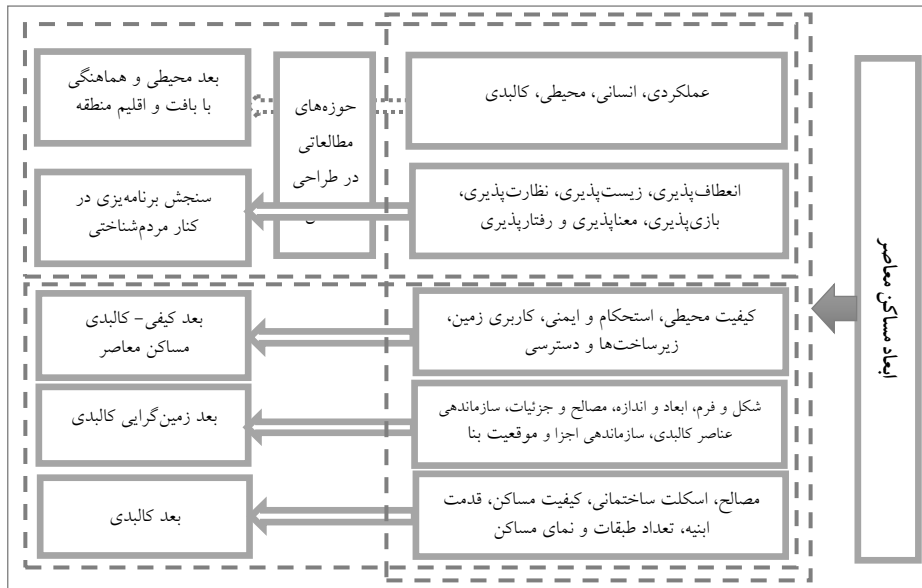 ابعاد مساکن معاصر
عملکردی، انسانی، محیطی، کالبدی
انعطاف‌پذیری، زیست‌پذیری، نظارت‌پذیری،
بازی‌پذیری، معناپذیری و رفتارپذیری
کیفیت محیطی، استحکام و ایمنی، کاربری زمین،
زیرساخت‌ها و دسترسی
شکل و فرم، ابعاد و اندازه، مصالح و جزئیات، سازماندهی
عناصر کالبدی، سازماندهی اجزا و موقعیت بنا
مصالح، اسکلت ساختمانی، کیفیت مساکن، قدمت
ابنیه، تعداد طبقات و نمای مساکن
حوزه‌های
مطالعاتی
در طراحی
بعد محیطی و هماهنگی
با بافت و اقلیم منطقه
سنجش برنامه‌یزی در
کنار مردم‌شناختی
بعد کیفی- کالبدی
مساکن معاصر
بعد زمین‌گرایی کالبدی
بعد کالبدی